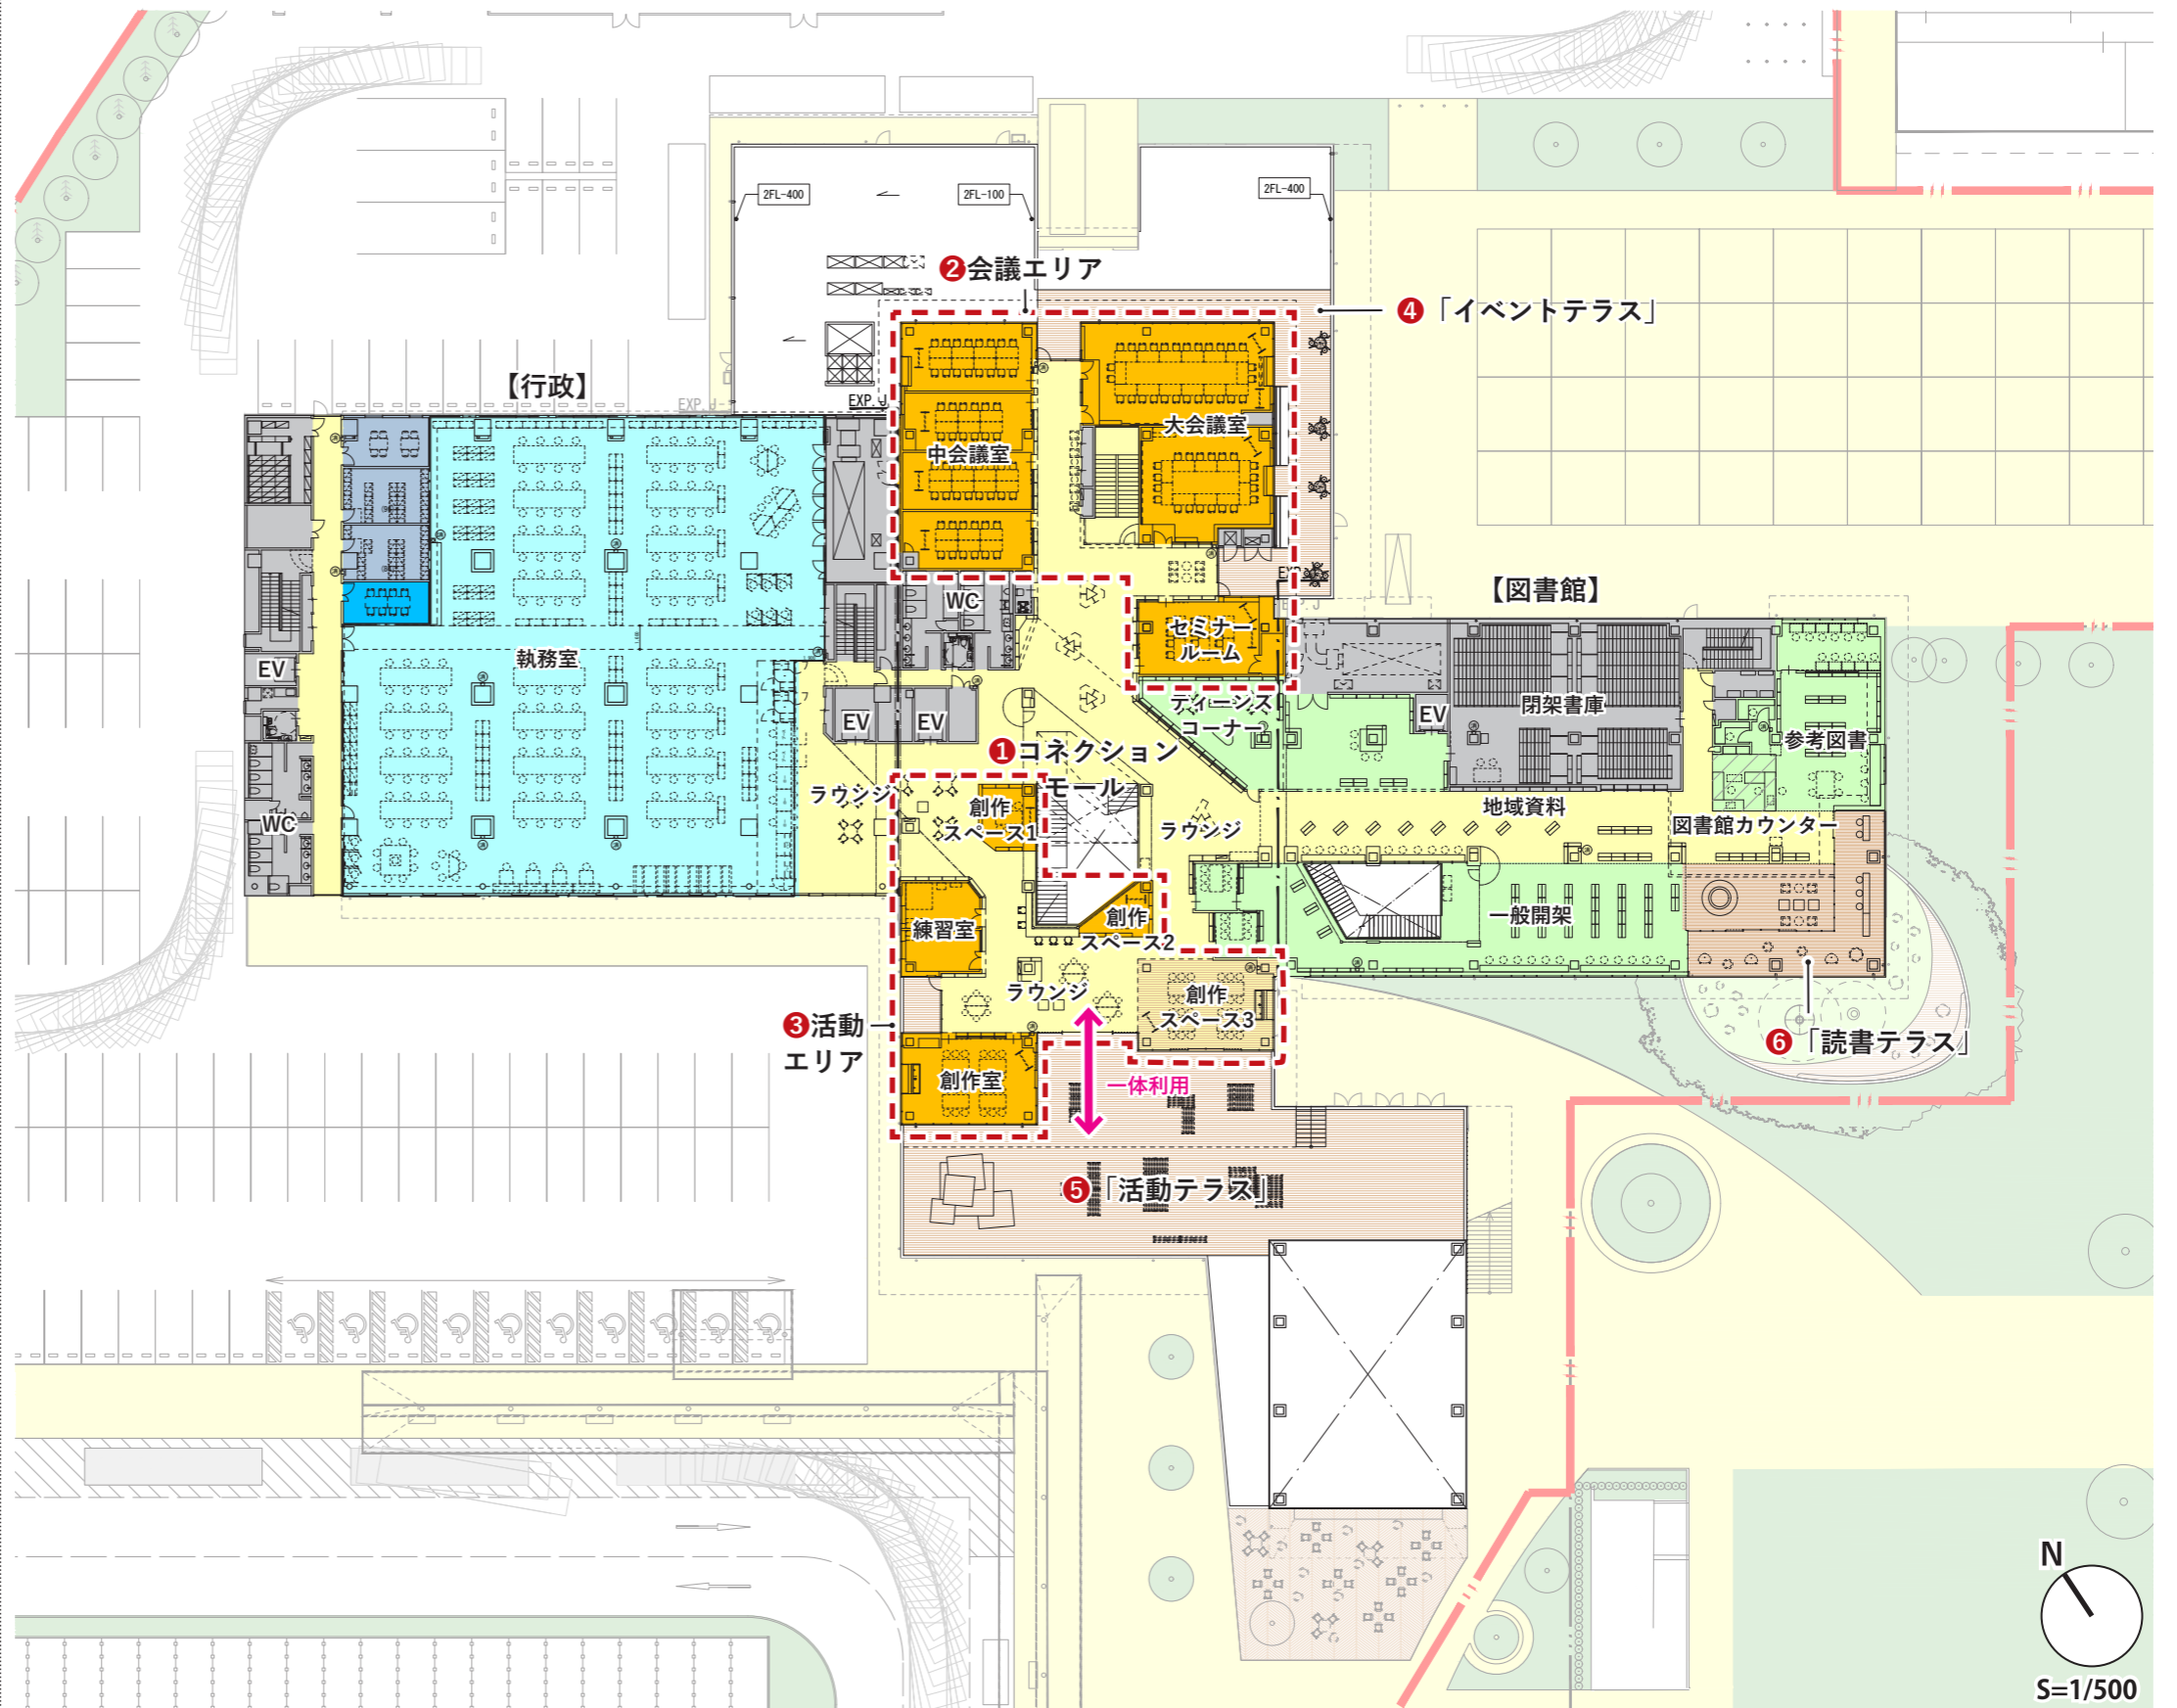 2FL-400
2FL-100
2FL-400
❷会議エリア
❹「イベントテラス」
【行政】
EXP.J
EXP.J
大会議室
中会議室
【図書館】
WC
セミナー
ルーム
執務室
EV
ティーンズ
コーナー
閉架書庫
EV
EV
EV
参考図書
❶コネクション
モール
ラウンジ
創作
スペース1
地域資料
WC
ラウンジ
図書館カウンター
練習室
創作
スペース2
一般開架
ラウンジ
創作
スペース3
❸活動
エリア
❻「読書テラス」
創作室
一体利用
❺「活動テラス」
N
S=1/500